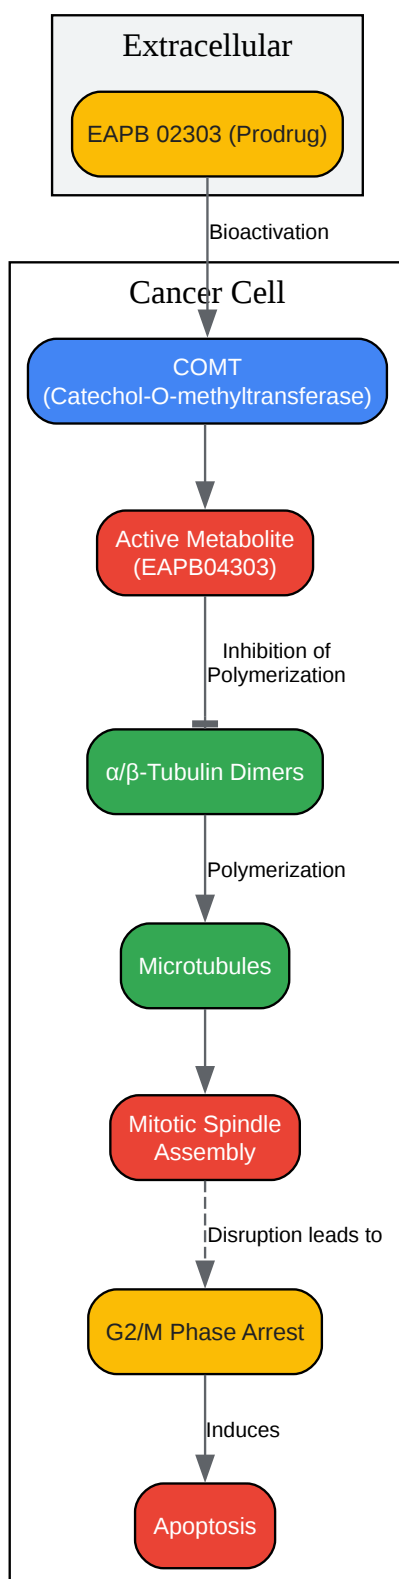 Extracellular
EAPB 02303 (Prodrug)
Bioactivation
Cancer Cell
COMT
(Catechol-O-methyltransferase)
Active Metabolite
(EAPB04303)
Inhibition of
Polymerization
α/β-Tubulin Dimers
Polymerization
Microtubules
Mitotic Spindle
Assembly
Disruption leads to
G2/M Phase Arrest
Induces
Apoptosis